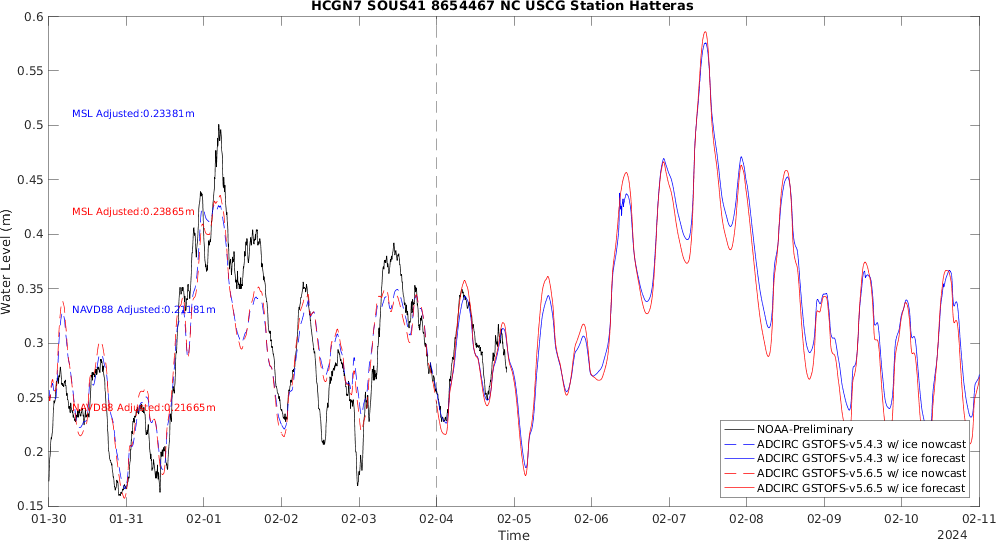 HCGN7 SOUS41 8654467 NC USCG Station Hatteras
0.6
0.55
0.5
0.45
0.4
0.35
0.3
0.25
0.2
0.15
Water Level (m)
MSL Adjusted:0.23381m
MSL Adjusted:0.23865m
NAVD88 Adjusted:0.22181m
NAVD88 Adjusted:0.21665m
NOAA-Preliminary
ADCIRC GSTOFS-v5.4.3 w/ ice nowcast
ADCIRC GSTOFS-v5.4.3 w/ ice forecast
ADCIRC GSTOFS-v5.6.5 w/ ice nowcast
ADCIRC GSTOFS-v5.6.5 w/ ice forecast
01-30 01-31 02-01 02-02 02-03 02-04 02-05 02-06 02-07 02-08 02-09 02-10 02-11
Time
2024